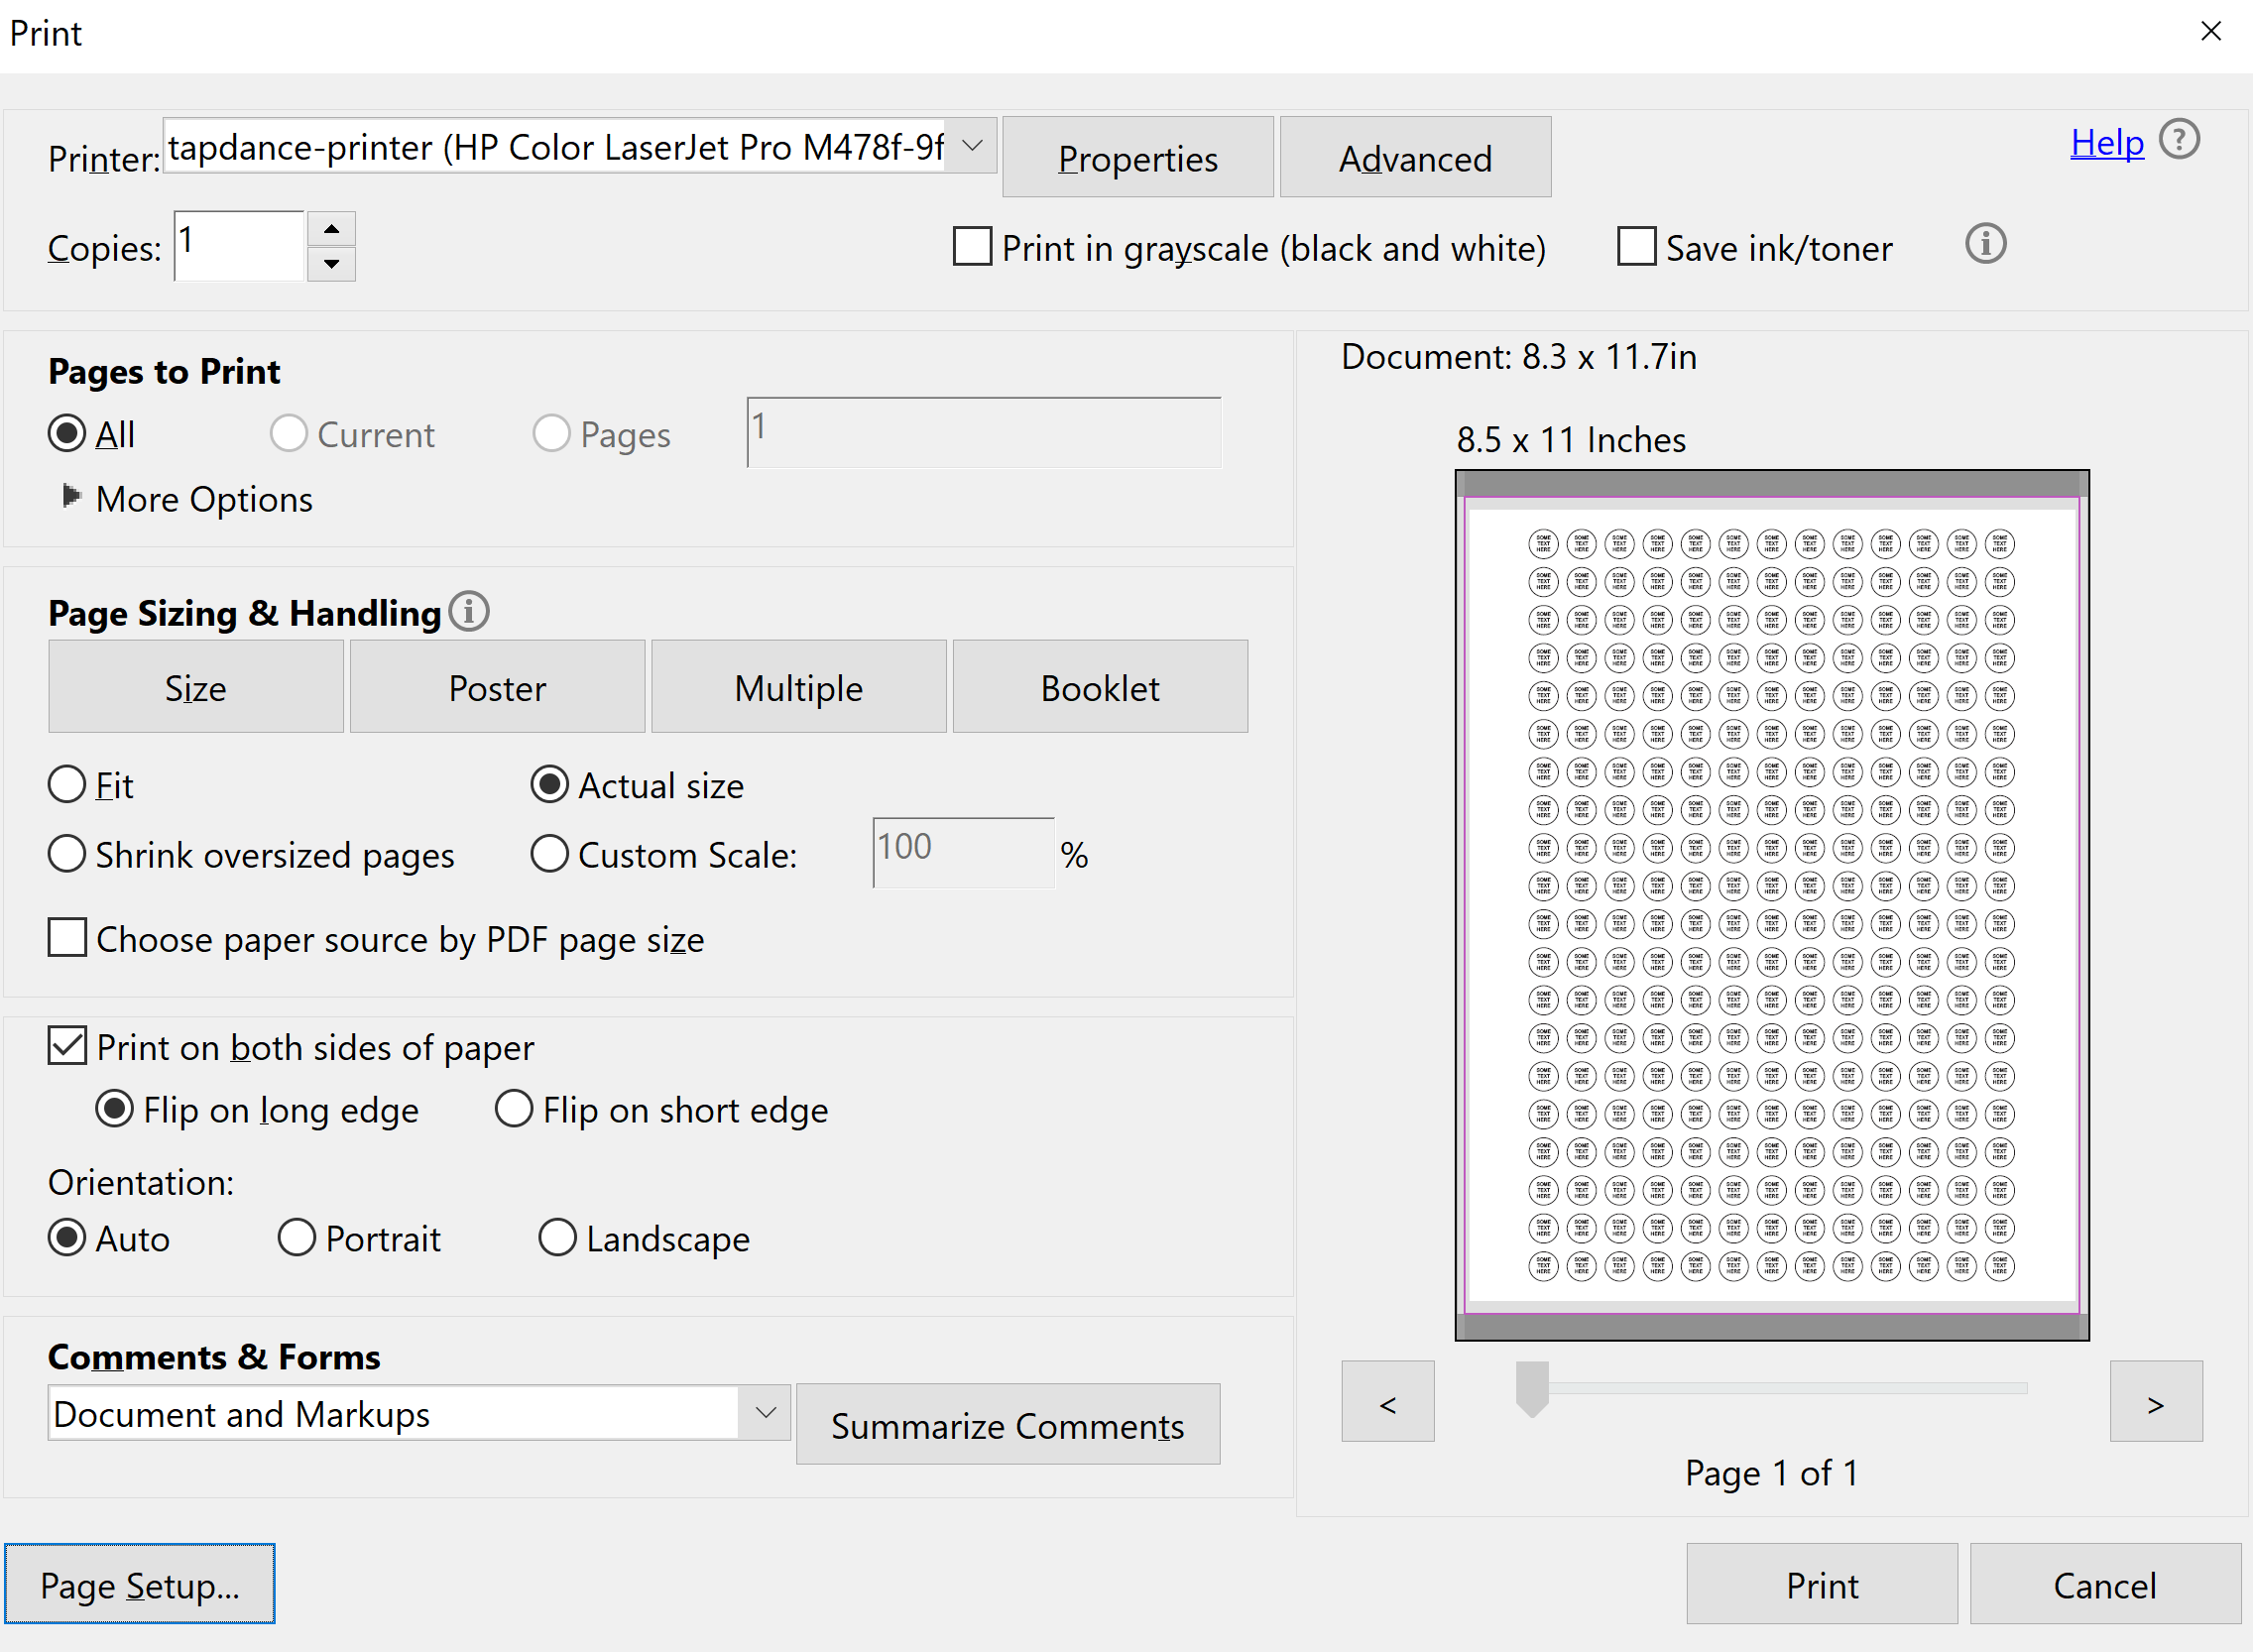 Print
Printer: tapdance-printer (HP Color LaserJet Pro M478f-9f
Properties
Advanced
Help
Copies: 1
Print in grayscale (black and white)
Save ink/toner
Pages to Print
All
Current
Pages
1
More Options
Page Sizing & Handling
Size
Poster
Multiple
Booklet
Fit
Actual size
Shrink oversized pages
Custom Scale: 100 %
Choose paper source by PDF page size
Print on both sides of paper
Flip on long edge
Flip on short edge
Orientation:
Auto
Portrait
Landscape
Comments & Forms
Document and Markups
Summarize Comments
Document: 8.3 x 11.7in
8.5 x 11 Inches
SOME
TEXT
HERE
<
>
Page 1 of 1
Page Setup...
Print
Cancel